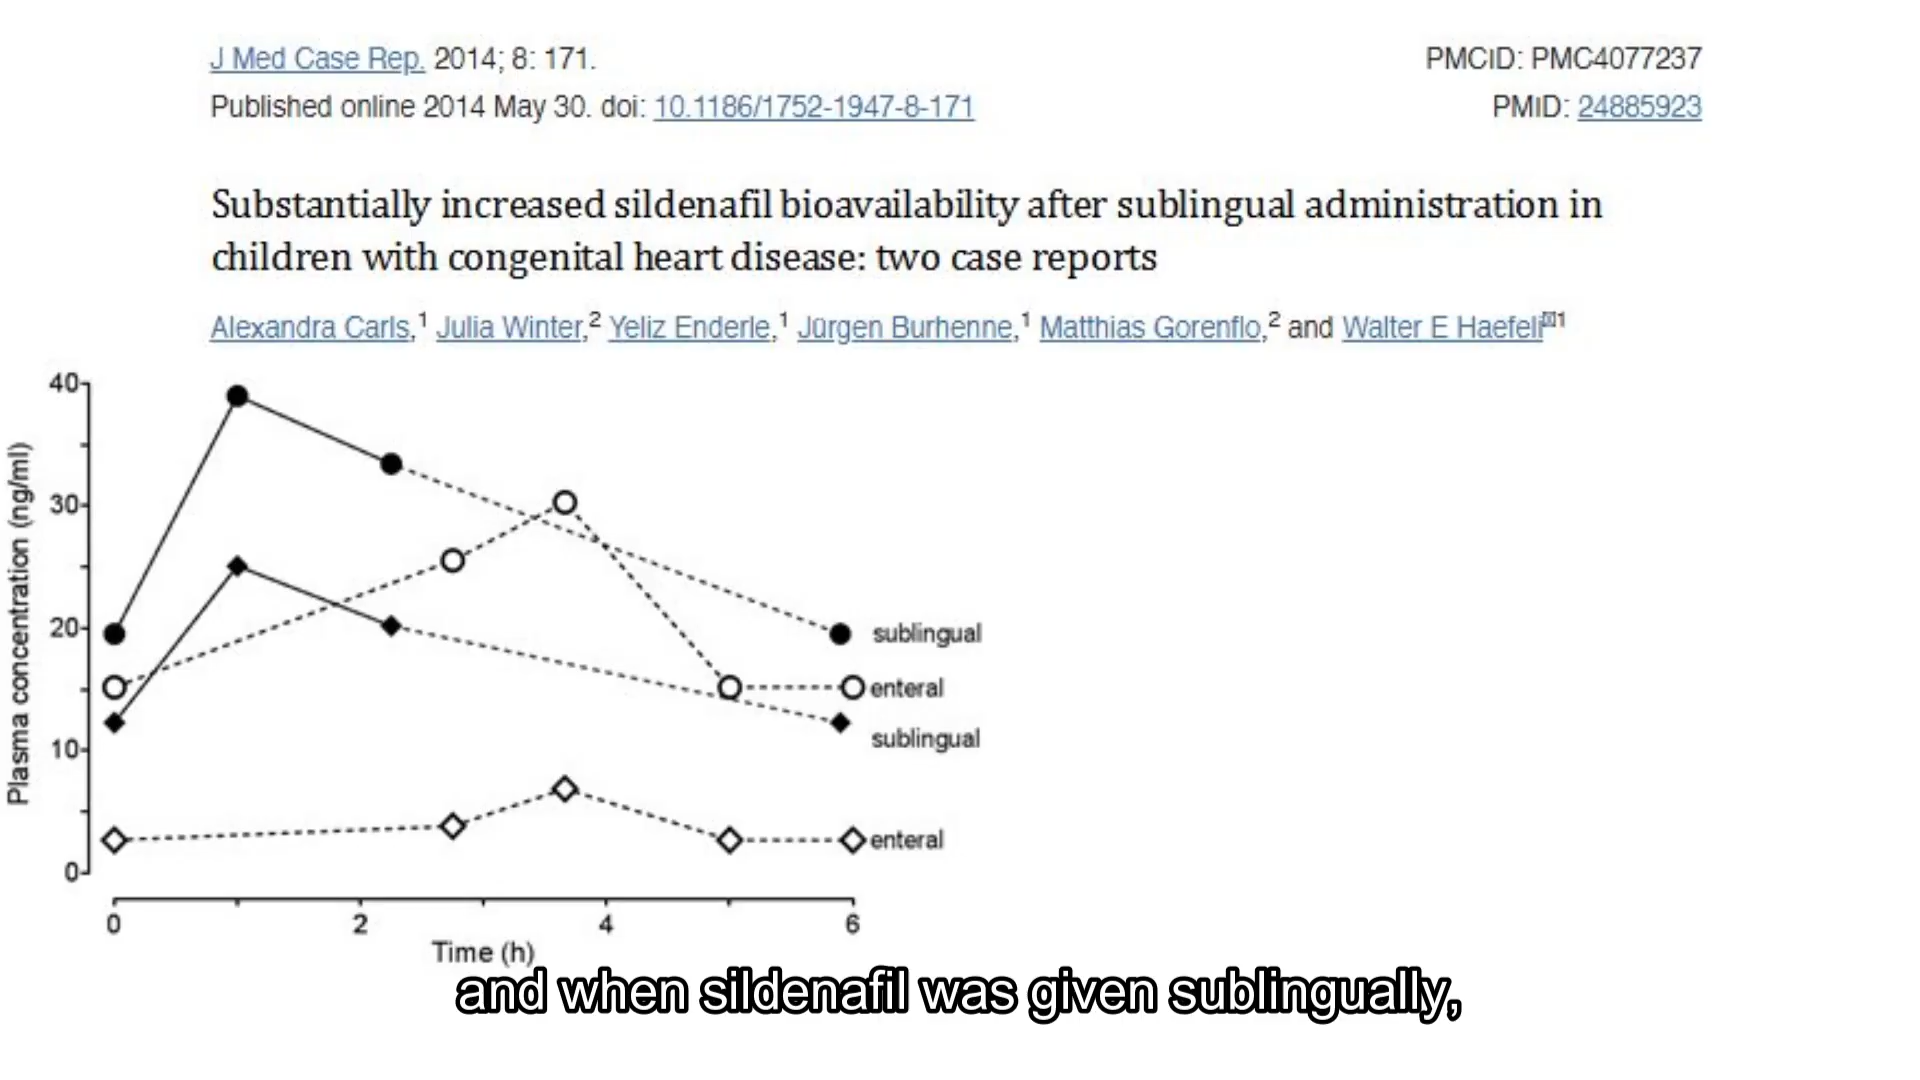 J Med Case Rep. 2014; 8: 171.
PMCID: PMC4077237
Published online 2014 May 30. doi: 10.1186/1752-1947-8-171
PMID: 24885923
Substantially increased sildenafil bioavailability after sublingual administration in
children with congenital heart disease: two case reports
Alexandra Carls,1 Julia Winter,2 Yeliz Enderle,1 Jürgen Burhenne,1 Matthias Gorenflo,2 and Walter E Haefeli1
Plasma concentration (ng/ml)
40
30
20
10
0
sublingual
enteral
sublingual
enteral
0 2 4 6
Time (h)
and when sildenafil was given sublingually,